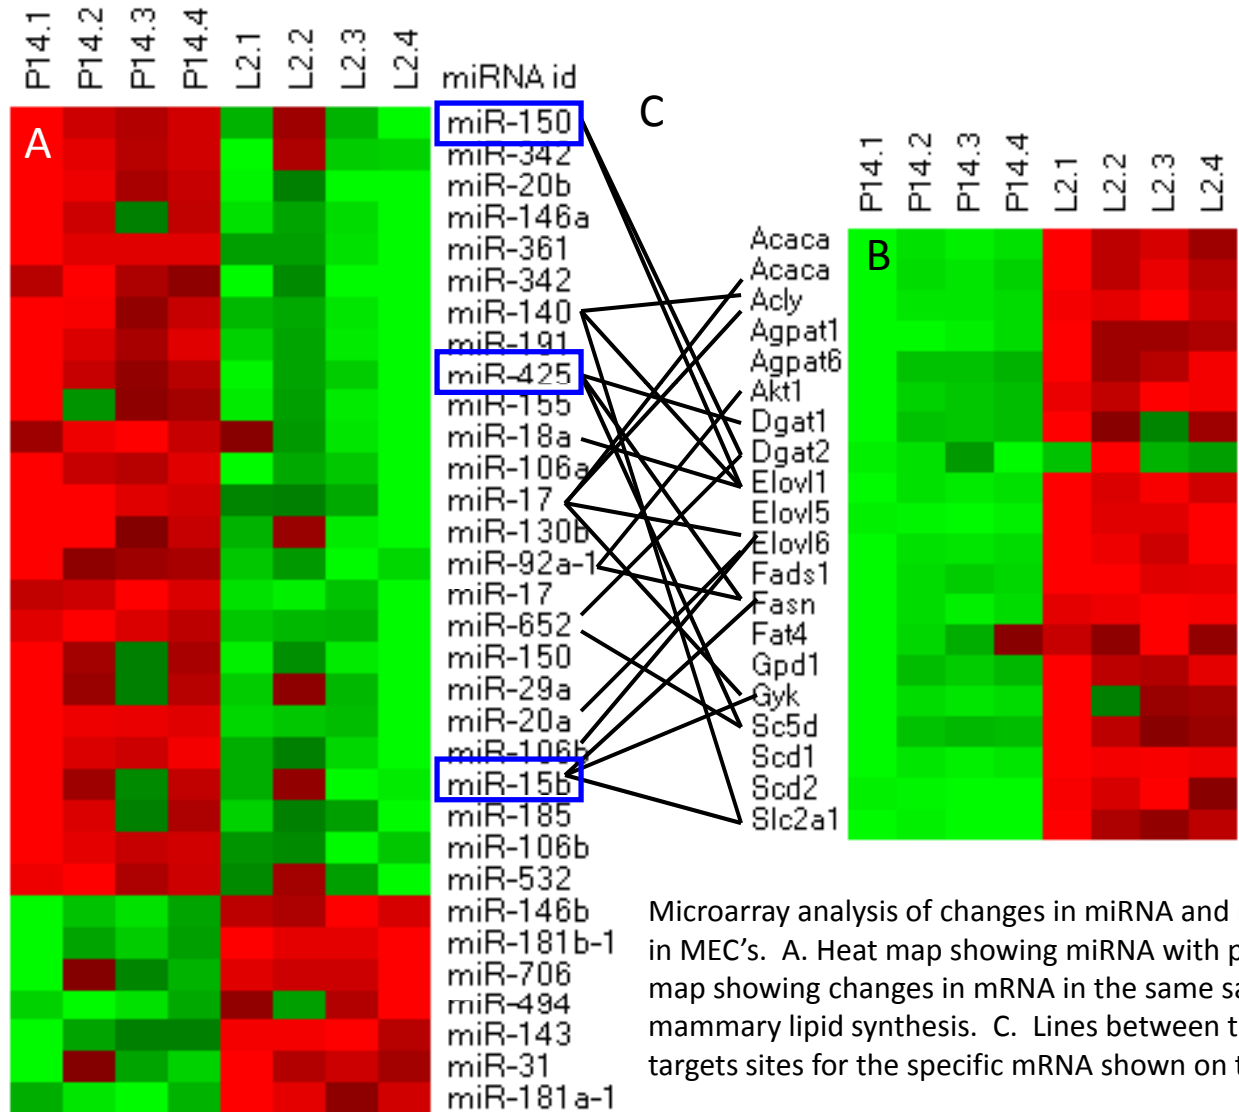 P14.1 P14.2 P14.3 P14.4 L2.1 L2.2 L2.3 L2.4 miRNA id
A
miR-150
miR-342
miR-20b
miR-146a
miR-361
miR-342
miR-140
miR-191
miR-425
miR-155
miR-18a
miR-106a
miR-17
miR-130b
miR-92a-1
miR-17
miR-652
miR-150
miR-29a
miR-20a
miR-106b
miR-15b
miR-185
miR-106b
miR-532
miR-146b
miR-181b-1
miR-706
miR-494
miR-143
miR-31
miR-181a-1
C
P14.1 P14.2 P14.3 P14.4 L2.1 L2.2 L2.3 L2.4
B
Acaca
Acaca
Acly
Agpat1
Agpat6
Akt1
Dgat1
Dgat2
Elovl1
Elovl5
Elovl6
Fads1
Fasn
Fat4
Gpd1
Gyk
Sc5d
Scd1
Scd2
Slc2a1
Microarray analysis of changes in miRNA and
in MEC's. A. Heat map showing miRNA with p
map showing changes in mRNA in the same sa
mammary lipid synthesis. C. Lines between t
targets sites for the specific mRNA shown on t